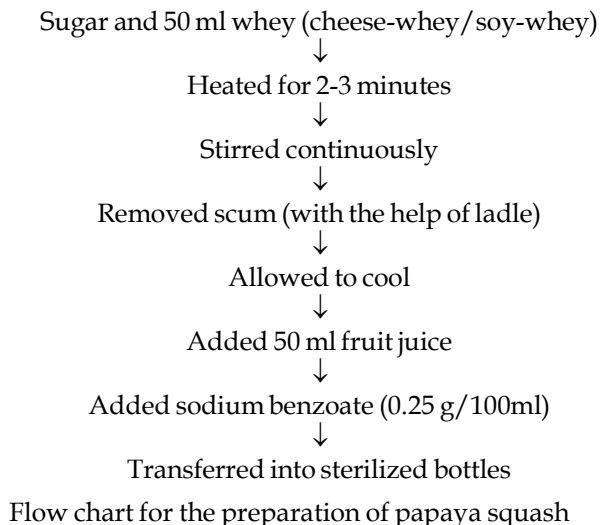 Sugar and 50 ml whey (cheese-whey/soy-whey)
↓
Heated for 2-3 minutes
↓
Stirred continuously
↓
Removed scum (with the help of ladle)
↓
Allowed to cool
↓
Added 50 ml fruit juice
↓
Added sodium benzoate (0.25 g/100ml)
↓
Transferred into sterilized bottles
Flow chart for the preparation of papaya squash